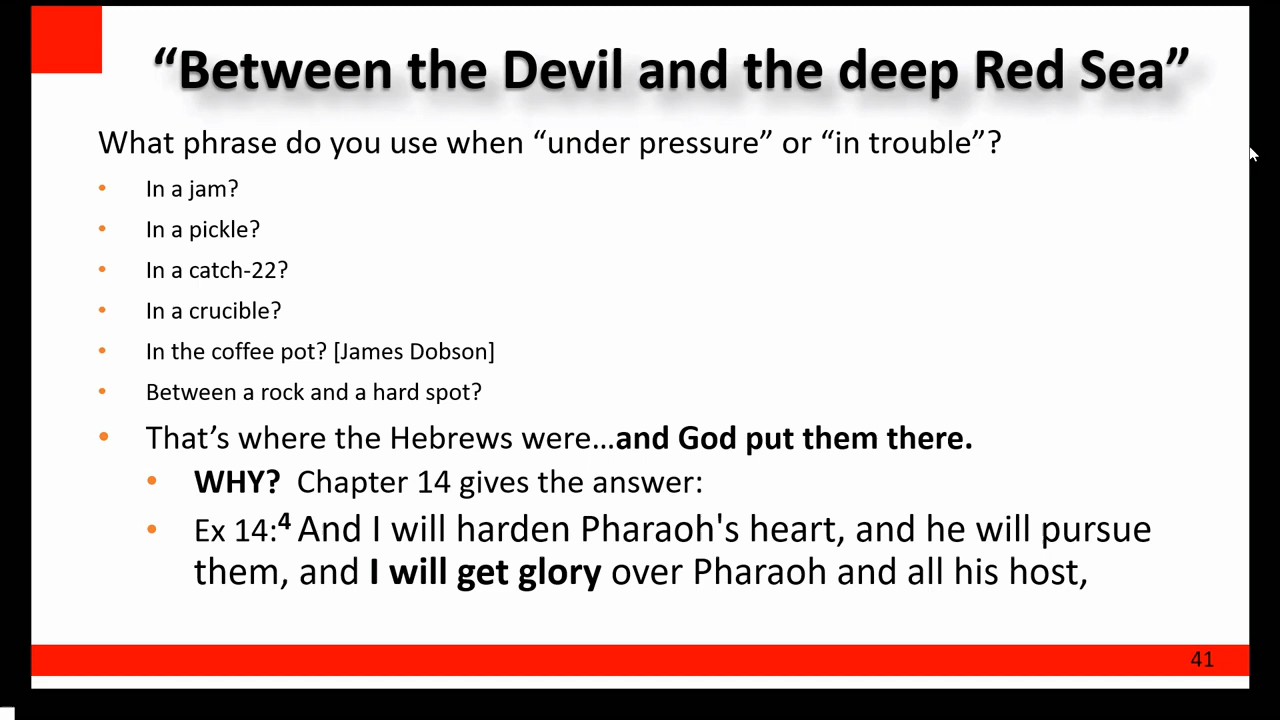 “Between the Devil and the deep Red Sea”
What phrase do you use when “under pressure” or “in trouble”?
• In a jam?
• In a pickle?
• In a catch-22?
• In a crucible?
• In the coffee pot? [James Dobson]
• Between a rock and a hard spot?
• That’s where the Hebrews were…and God put them there.
• WHY?  Chapter 14 gives the answer:
• Ex 14:⁴ And I will harden Pharaoh's heart, and he will pursue
them, and I will get glory over Pharaoh and all his host,
41